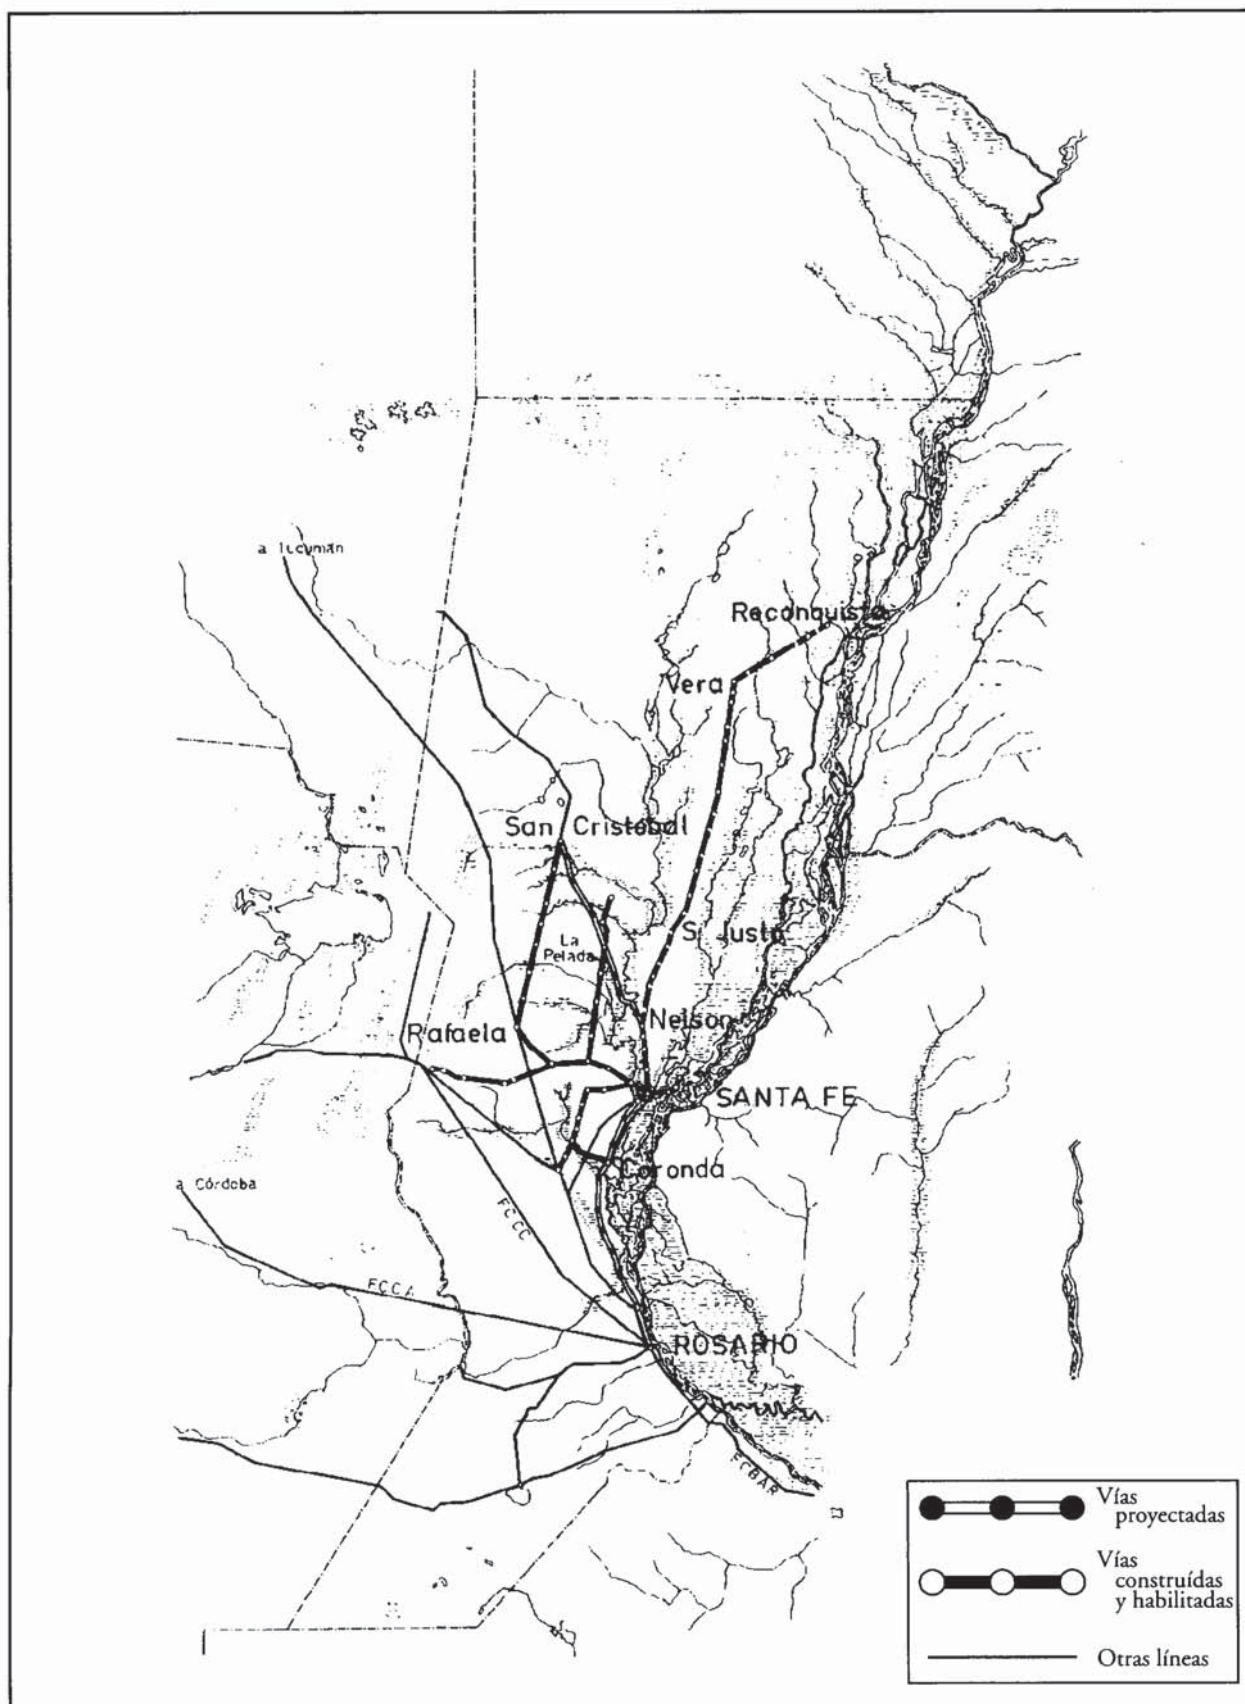 a Tucumán
Reconquista
Vera
San Cristóbal
S. Justo
La
Pelada
Nelson
Rafaela
SANTA FE
Coronda
a Córdoba
FCCC
FCCA
ROSARIO
FCBAR
Vías
proyectadas
Vías
construídas
y habilitadas
Otras líneas